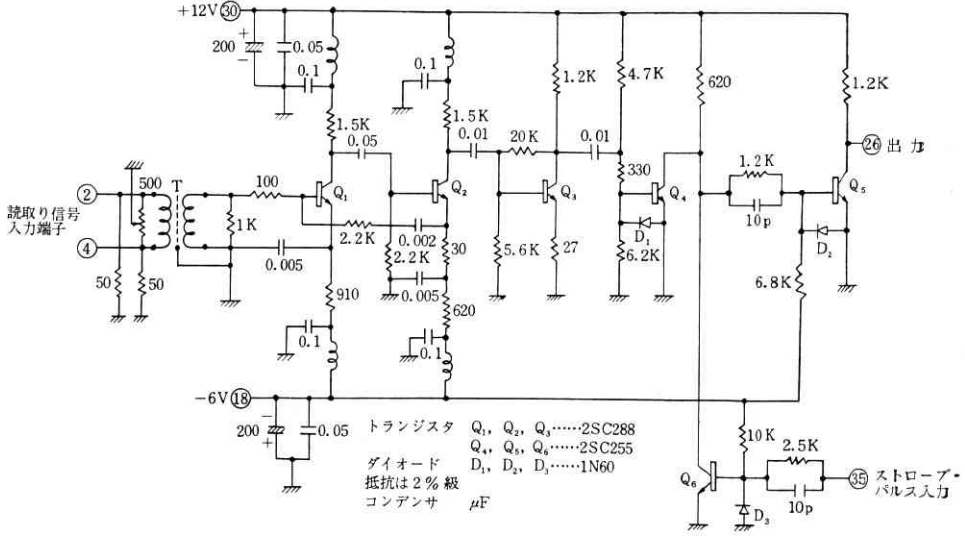 +12V ㉚
200
+
−
0.05
0.1
0.1
1.5K
1.5K
1.2K
4.7K
620
1.2K
0.05
0.01
20K
0.01
330
㉖ 出力
1.2K
10p
② 500 T
100
Q₁
Q₂
Q₃
Q₄
Q₅
読取り信号
入力端子
1K
④
2.2K
0.002
D₁
D₂
0.005
2.2K
30
5.6K
27
6.2K
6.8K
50
50
910
0.005
620
0.1
0.1
−6V ⑱
−
200
+
0.05
トランジスタ Q₁, Q₂, Q₃……2SC288
Q₄, Q₅, Q₆……2SC255
ダイオード D₁, D₂, D₃……1N60
抵抗は2%級
コンデンサ μF
10K
2.5K
Q₆
10p
D₃
㉟ ストローブ・
パルス入力